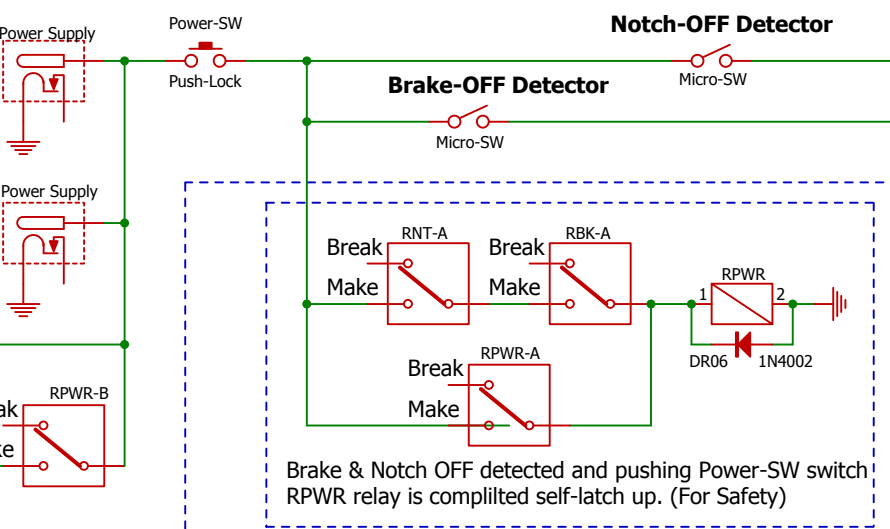 Power Supply
Power-SW
Push-Lock
Notch-OFF Detector
Micro-SW
Brake-OFF Detector
Micro-SW
Power Supply
RNT-A
Break
Make
RBK-A
Break
Make
RPWR
1
2
DR06
1N4002
RPWR-A
Break
Make
RPWR-B
ak
ke
Brake & Notch OFF detected and pushing Power-SW switch
RPWR relay is complilted self-latch up. (For Safety)